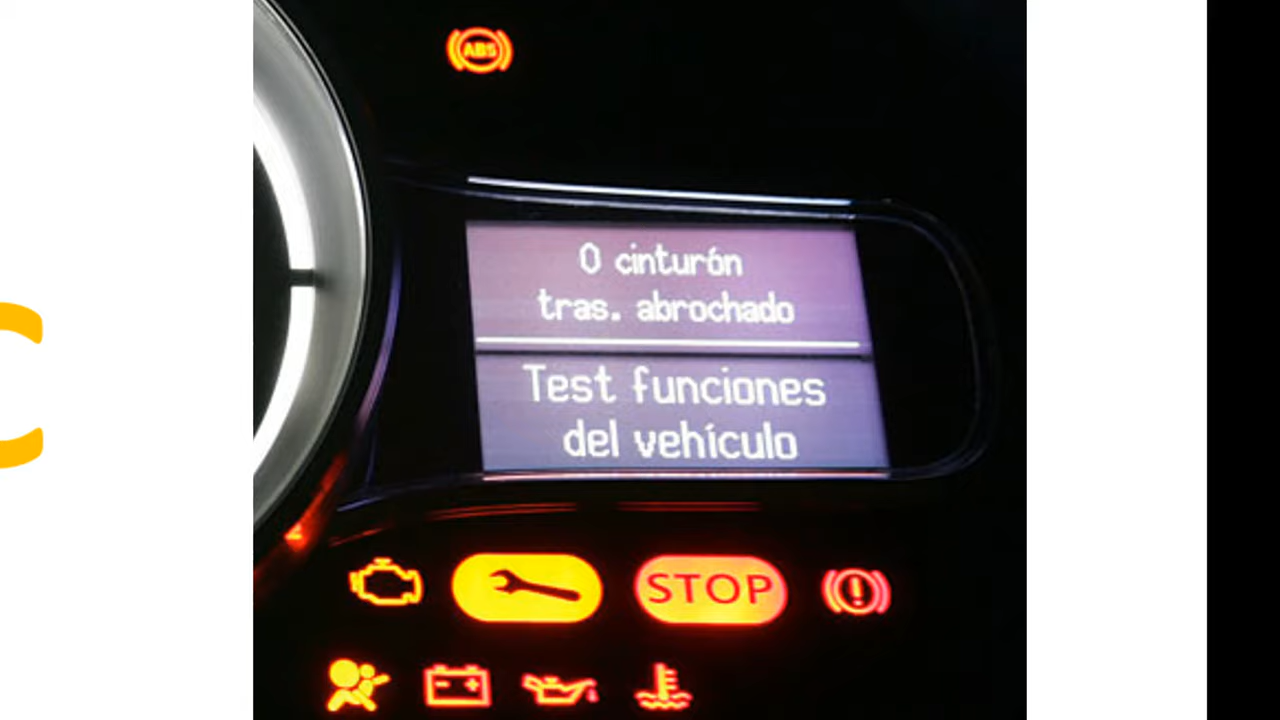 C
ABS
0 cinturón
tras. abrochado
Test funciones
del vehículo
STOP